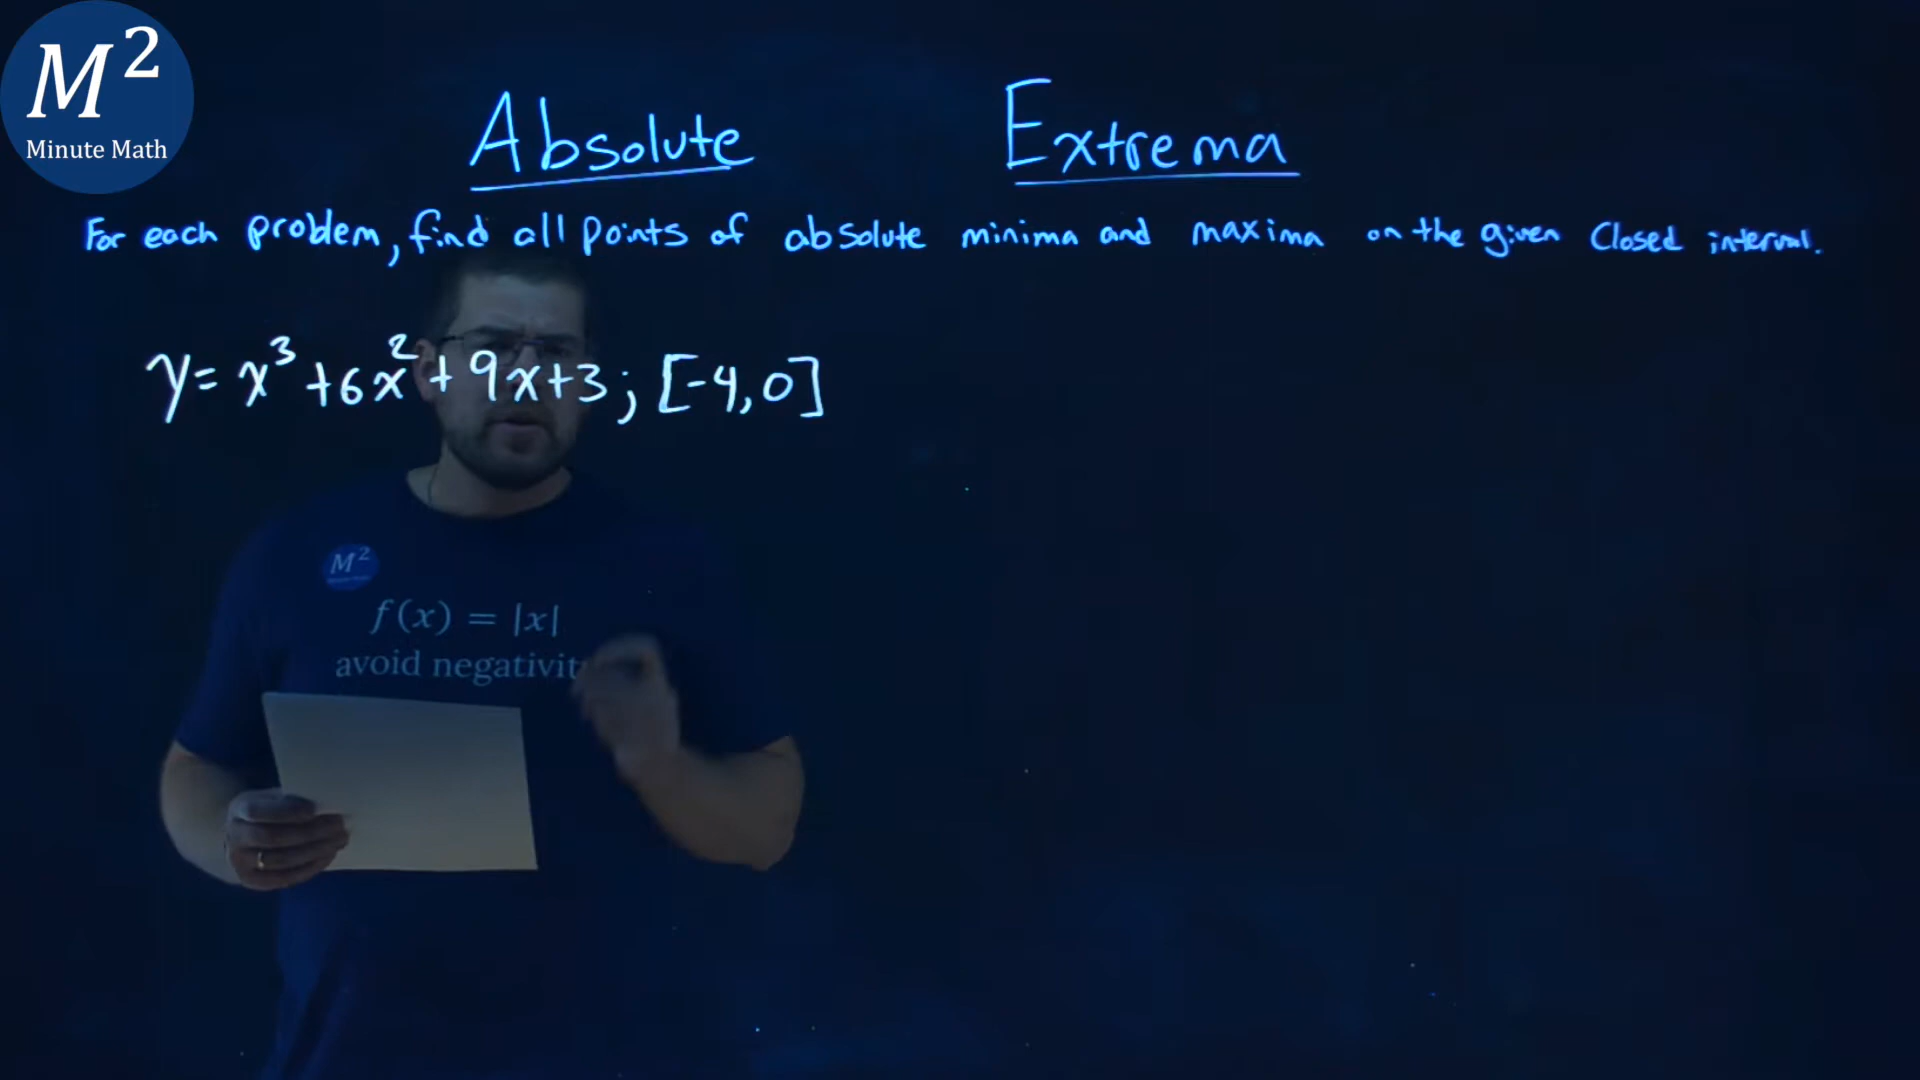 M²
Minute Math
Absolute Extrema
For each problem, find all points of absolute minima and maxima on the given closed interval.
y = x³ + 6x² + 9x + 3 ; [-4, 0]
M²
f(x) = |x|
avoid